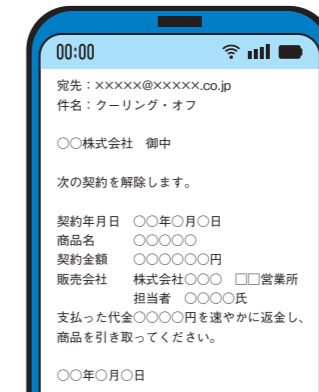 00:00
宛先：×××××@×××××.co.jp
件名：クーリング・オフ
○○株式会社　御中
次の契約を解除します。
契約年月日　○○年○月○日
商品名　○○○○○
契約金額　○○○○○○円
販売会社　株式会社○○○　□□営業所
担当者　○○○○氏
支払った代金○○○○円を速やかに返金し、
商品を引き取ってください。
○○年○月○日